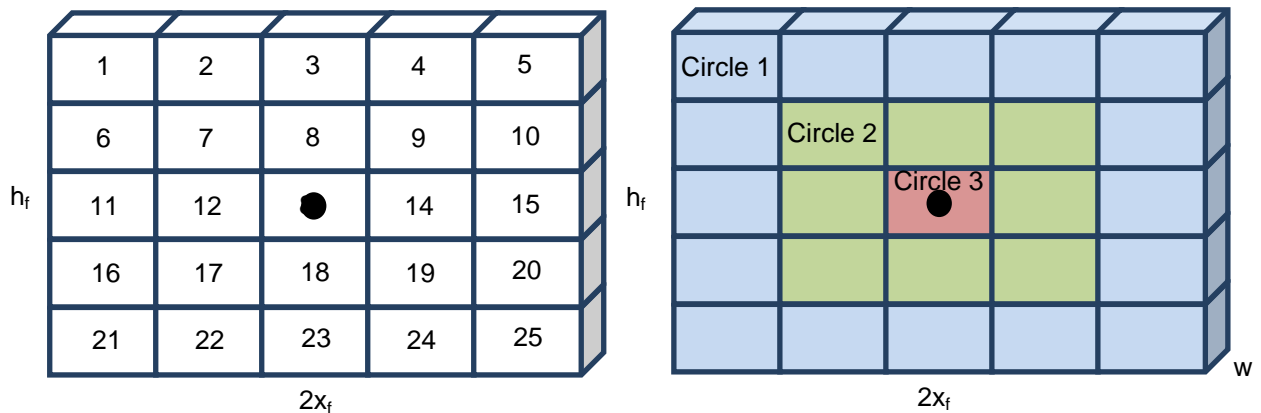 1 2 3 4 5
6 7 8 9 10
h_f 11 12 14 15
16 17 18 19 20
21 22 23 24 25
2x_f
Circle 1
Circle 2
h_f Circle 3
w
2x_f